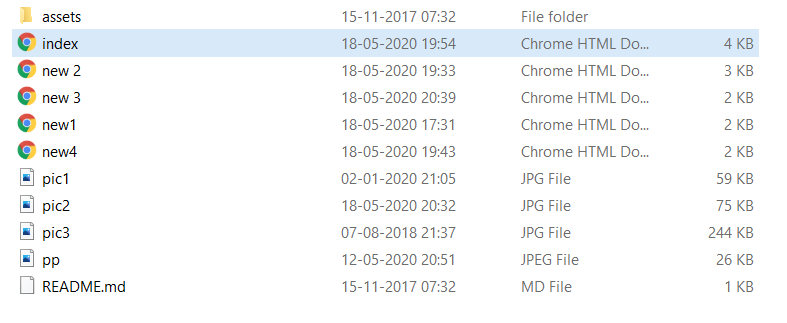 assets 15-11-2017 07:32 File folder
index 18-05-2020 19:54 Chrome HTML Do... 4 KB
new 2 18-05-2020 19:33 Chrome HTML Do... 3 KB
new 3 18-05-2020 20:39 Chrome HTML Do... 2 KB
new1 18-05-2020 17:31 Chrome HTML Do... 2 KB
new4 18-05-2020 19:43 Chrome HTML Do... 2 KB
pic1 02-01-2020 21:05 JPG File 59 KB
pic2 18-05-2020 20:32 JPG File 75 KB
pic3 07-08-2018 21:37 JPG File 244 KB
pp 12-05-2020 20:51 JPEG File 26 KB
README.md 15-11-2017 07:32 MD File 1 KB